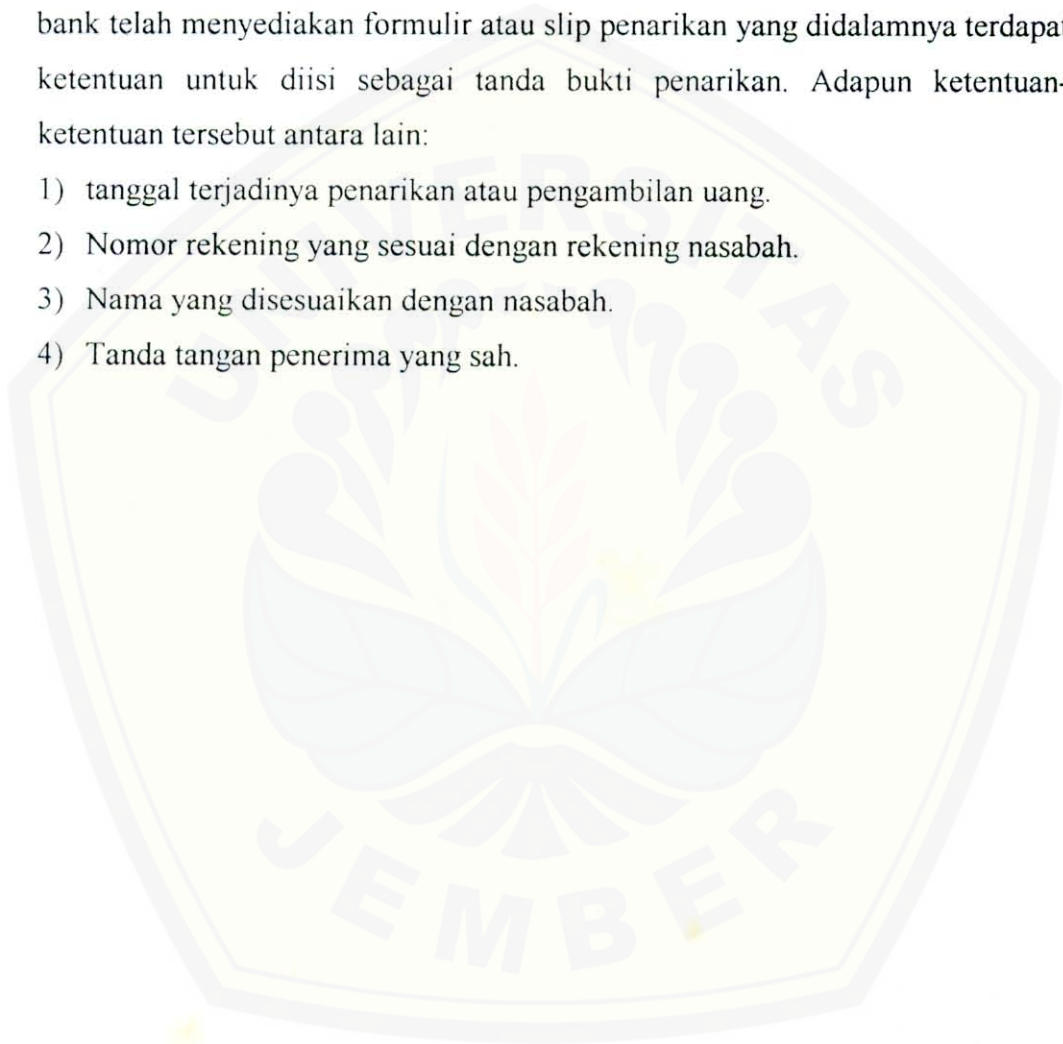 bank telah menyediakan formulir atau slip penarikan yang didalamnya terdapat
ketentuan untuk diisi sebagai tanda bukti penarikan. Adapun ketentuan-
ketentuan tersebut antara lain:
1) tanggal terjadinya penarikan atau pengambilan uang.
2) Nomor rekening yang sesuai dengan rekening nasabah.
3) Nama yang disesuaikan dengan nasabah.
4) Tanda tangan penerima yang sah.
UNIVERSITAS
JEMBER